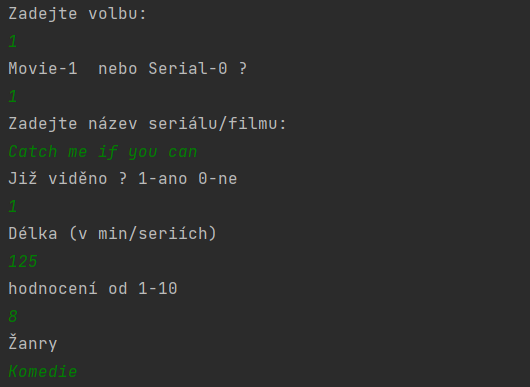 Zadejte volbu:
1
Movie-1  nebo Serial-0 ?
1
Zadejte název seriálu/filmu:
Catch me if you can
Již viděno ? 1-ano 0-ne
1
Délka (v min/seriích)
125
hodnocení od 1-10
8
Žanry
Komedie